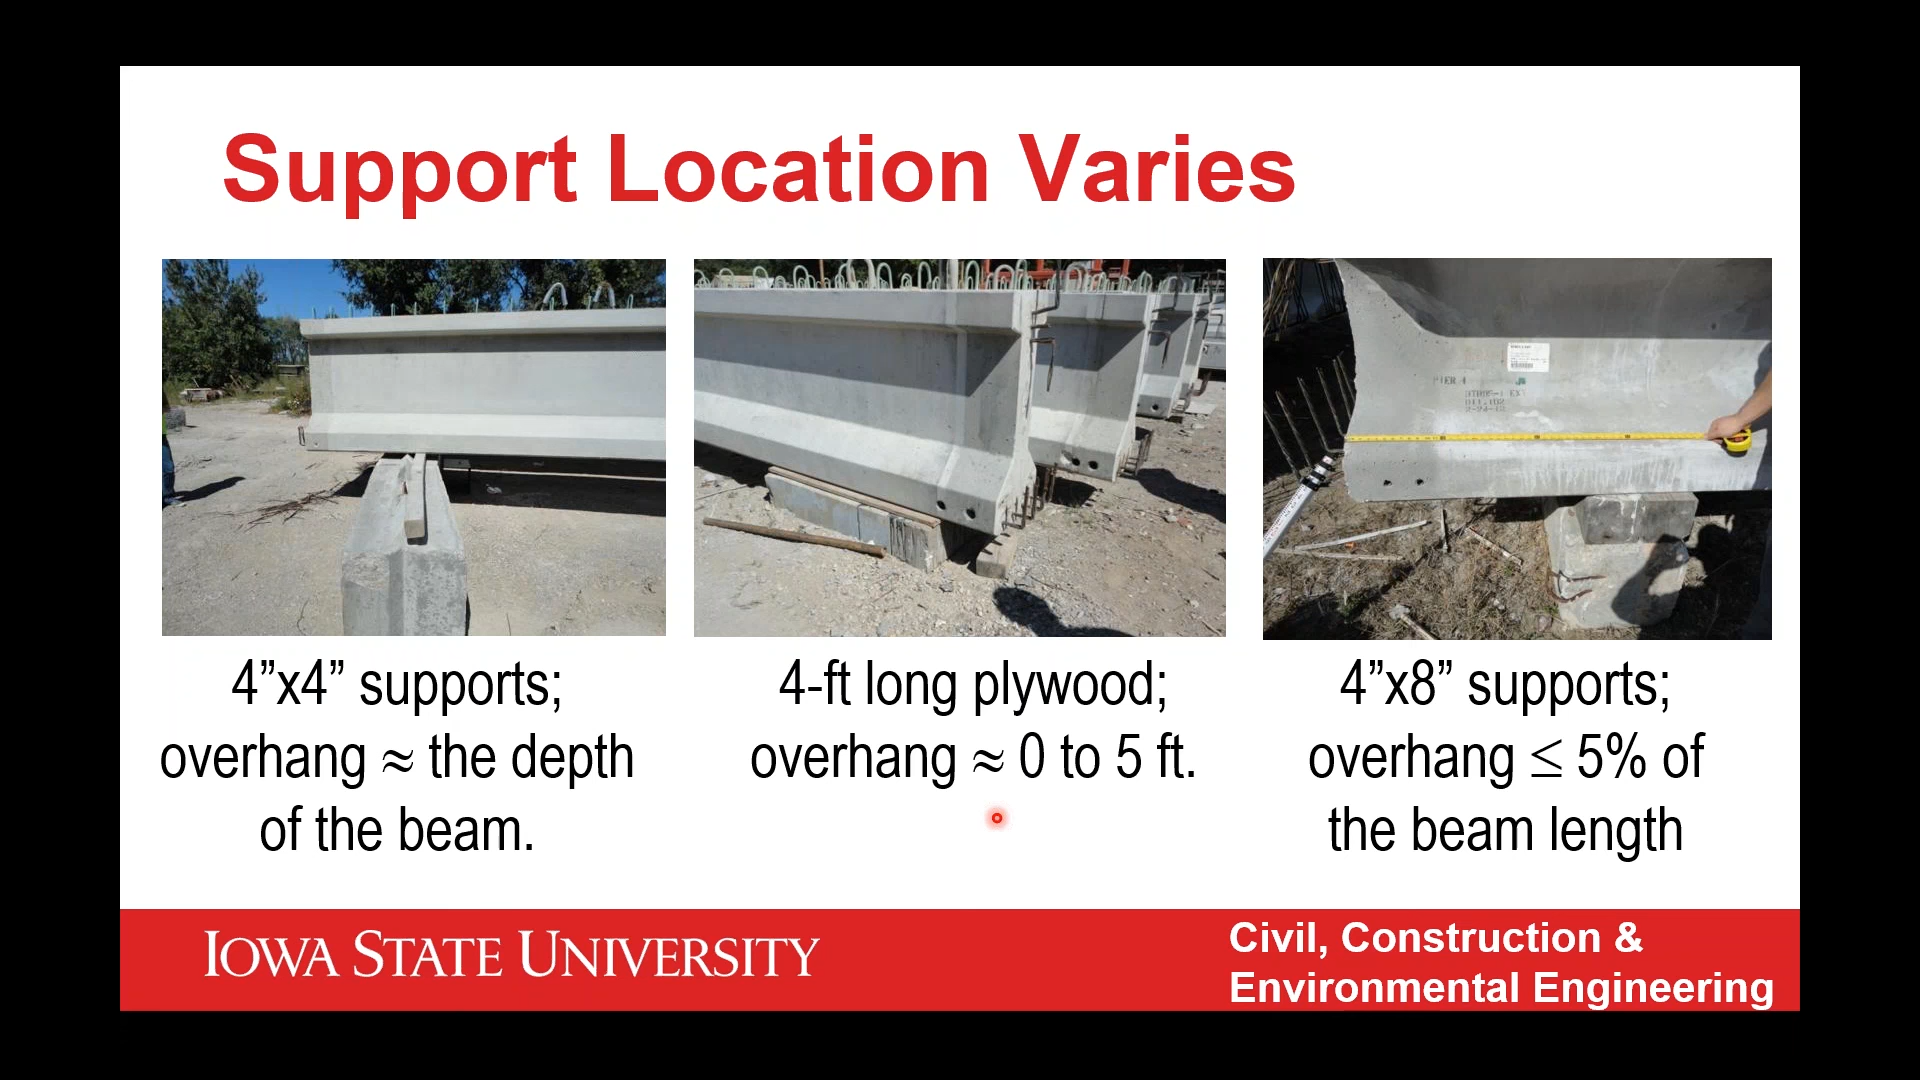 Support Location Varies
4”x4” supports;
overhang ≈ the depth
of the beam.
4-ft long plywood;
overhang ≈ 0 to 5 ft.
4”x8” supports;
overhang ≤ 5% of
the beam length
IOWA STATE UNIVERSITY
Civil, Construction &
Environmental Engineering